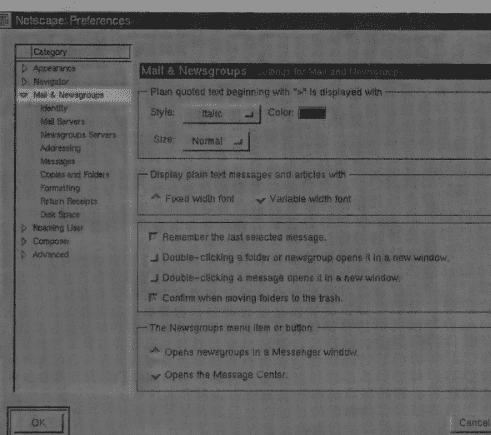 Netscape: Preferences
Category
Appearance
Navigator
Mail & Newsgroups
Identity
Mail Servers
Newsgroups Servers
Addressing
Messages
Copies and Folders
Formatting
Return Receipts
Disk Space
Roaming User
Composer
Advanced
Mail & Newsgroups Settings for Mail and Newsgroups
Plain quoted text beginning with ">" is displayed with
Style: Italic Color:
Size: Normal
Display plain text messages and articles with
Fixed width font Variable width font
Remember the last selected message.
Double-clicking a folder or newsgroup opens it in a new window.
Double-clicking a message opens it in a new window.
Confirm when moving folders to the trash.
The Newsgroups menu item or button
Opens newsgroups in a Messenger window.
Opens the Message Center.
OK
Cancel